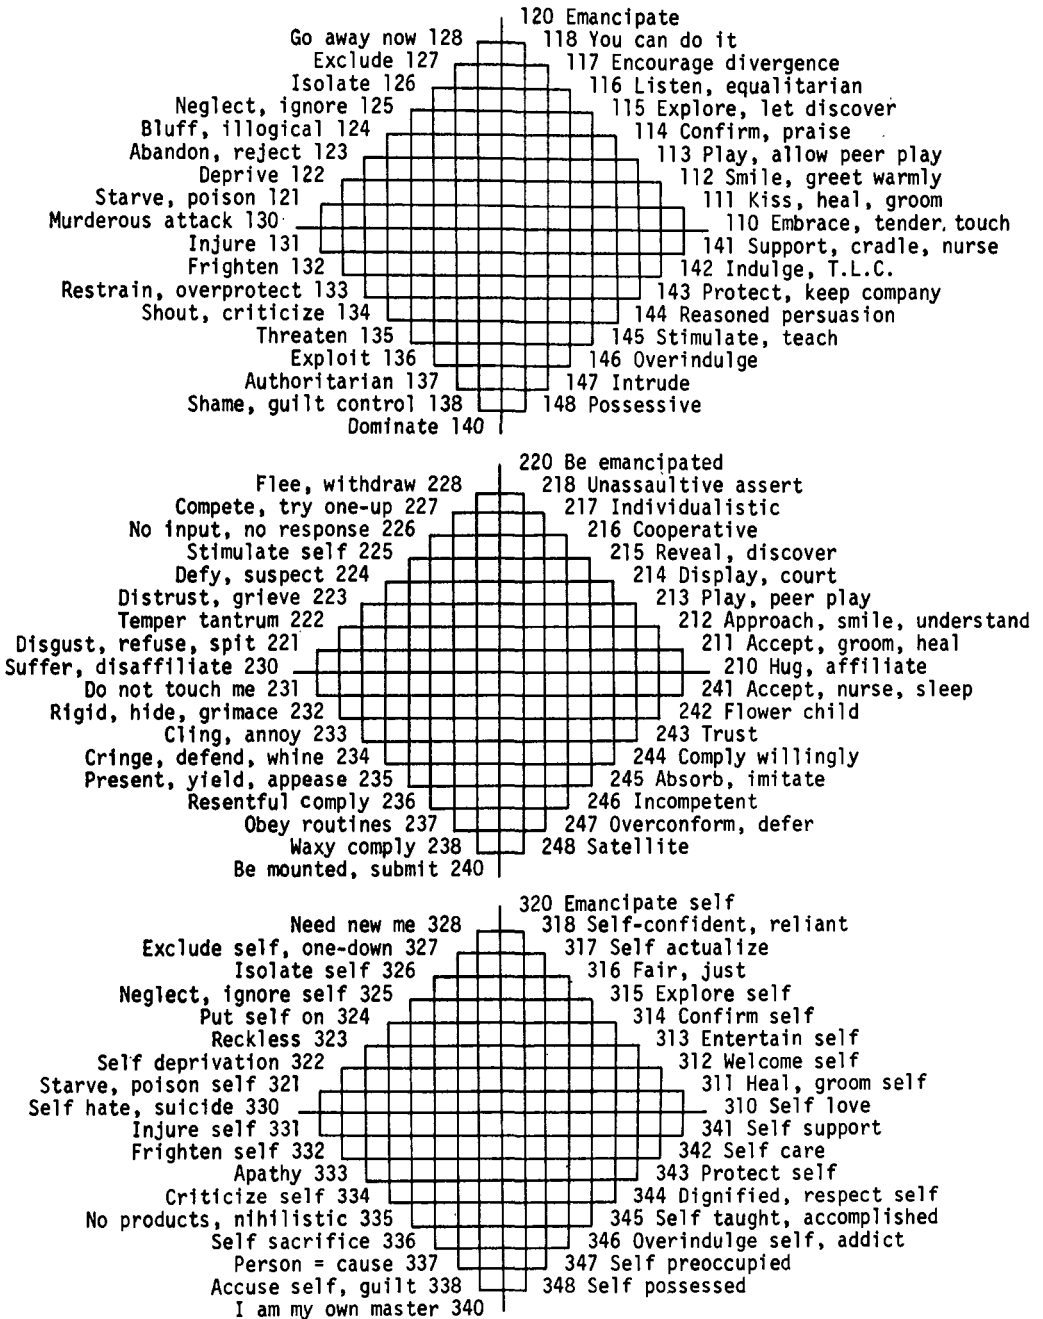 120 Emancipate
Go away now 128 118 You can do it
Exclude 127 117 Encourage divergence
Isolate 126 116 Listen, equalitarian
Neglect, ignore 125 115 Explore, let discover
Bluff, illogical 124 114 Confirm, praise
Abandon, reject 123 113 Play, allow peer play
Deprive 122 112 Smile, greet warmly
Starve, poison 121 111 Kiss, heal, groom
Murderous attack 130 110 Embrace, tender, touch
Injure 131 141 Support, cradle, nurse
Frighten 132 142 Indulge, T.L.C.
Restrain, overprotect 133 143 Protect, keep company
Shout, criticize 134 144 Reasoned persuasion
Threaten 135 145 Stimulate, teach
Exploit 136 146 Overindulge
Authoritarian 137 147 Intrude
Shame, guilt control 138 148 Possessive
Dominate 140
220 Be emancipated
Flee, withdraw 228 218 Unassaultive assert
Compete, try one-up 227 217 Individualistic
No input, no response 226 216 Cooperative
Stimulate self 225 215 Reveal, discover
Defy, suspect 224 214 Display, court
Distrust, grieve 223 213 Play, peer play
Temper tantrum 222 212 Approach, smile, understand
Disgust, refuse, spit 221 211 Accept, groom, heal
Suffer, disaffiliate 230 210 Hug, affiliate
Do not touch me 231 241 Accept, nurse, sleep
Rigid, hide, grimace 232 242 Flower child
Cling, annoy 233 243 Trust
Cringe, defend, whine 234 244 Comply willingly
Present, yield, appease 235 245 Absorb, imitate
Resentful comply 236 246 Incompetent
Obey routines 237 247 Overconform, defer
Waxy comply 238 248 Satellite
Be mounted, submit 240
320 Emancipate self
Need new me 328 318 Self-confident, reliant
Exclude self, one-down 327 317 Self actualize
Isolate self 326 316 Fair, just
Neglect, ignore self 325 315 Explore self
Put self on 324 314 Confirm self
Reckless 323 313 Entertain self
Self deprivation 322 312 Welcome self
Starve, poison self 321 311 Heal, groom self
Self hate, suicide 330 310 Self love
Injure self 331 341 Self support
Frighten self 332 342 Self care
Apathy 333 343 Protect self
Criticize self 334 344 Dignified, respect self
No products, nihilistic 335 345 Self taught, accomplished
Self sacrifice 336 346 Overindulge self, addict
Person = cause 337 347 Self preoccupied
Accuse self, guilt 338 348 Self possessed
I am my own master 340